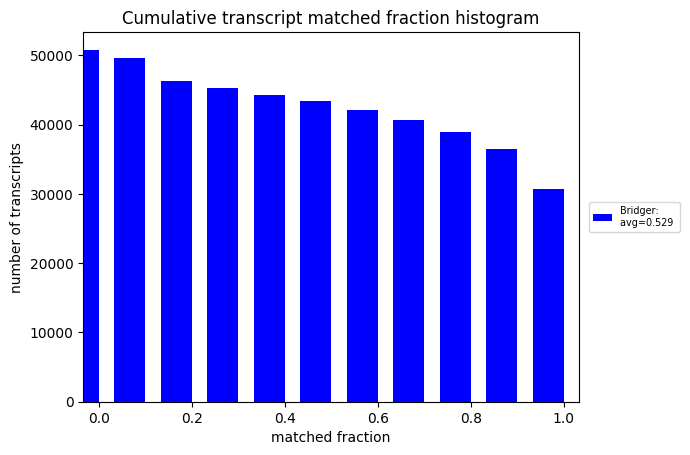 Cumulative transcript matched fraction histogram
number of transcripts
50000
40000
30000
20000
10000
0
0.0 0.2 0.4 0.6 0.8 1.0
matched fraction
Bridger:
avg=0.529